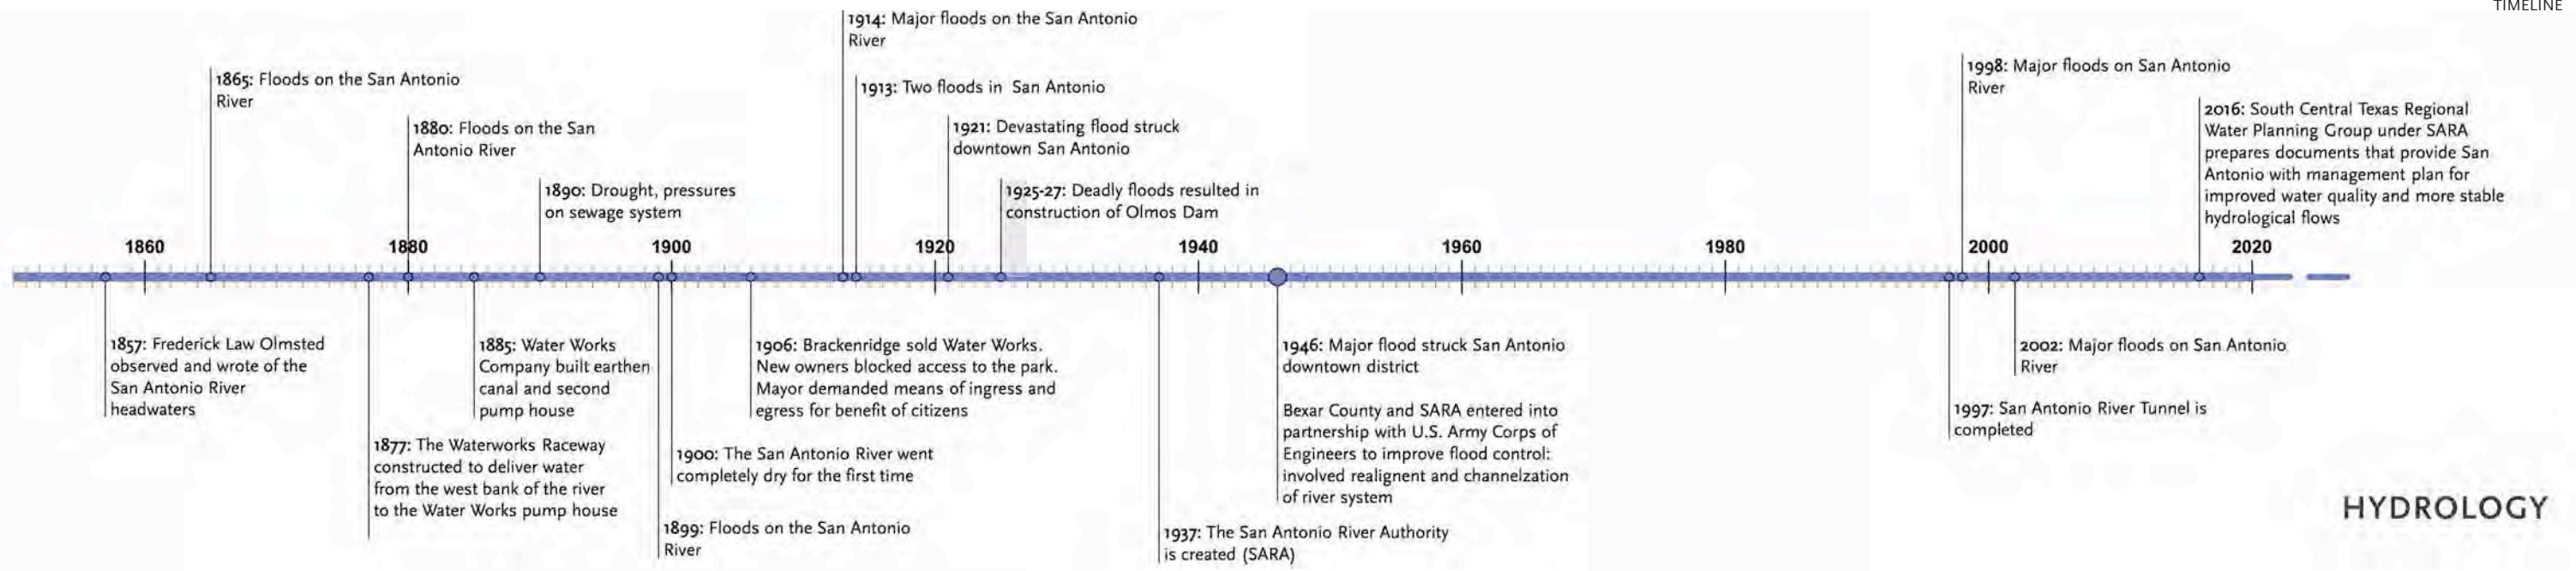 TIMELINE
1914: Major floods on the San Antonio
River
1865: Floods on the San Antonio
River
1913: Two floods in San Antonio
1998: Major floods on San Antonio
River
1880: Floods on the San
Antonio River
1921: Devastating flood struck
downtown San Antonio
2016: South Central Texas Regional
Water Planning Group under SARA
prepares documents that provide San
Antonio with management plan for
improved water quality and more stable
hydrological flows
1890: Drought, pressures
on sewage system
1925-27: Deadly floods resulted in
construction of Olmos Dam
1860 1880 1900 1920 1940 1960 1980 2000 2020
1857: Frederick Law Olmsted
observed and wrote of the
San Antonio River
headwaters
1885: Water Works
Company built earthen
canal and second
pump house
1906: Brackenridge sold Water Works.
New owners blocked access to the park.
Mayor demanded means of ingress and
egress for benefit of citizens
1946: Major flood struck San Antonio
downtown district
Bexar County and SARA entered into
partnership with U.S. Army Corps of
Engineers to improve flood control:
involved realignent and channelzation
of river system
2002: Major floods on San Antonio
River
1997: San Antonio River Tunnel is
completed
1877: The Waterworks Raceway
constructed to deliver water
from the west bank of the river
to the Water Works pump house
1900: The San Antonio River went
completely dry for the first time
1899: Floods on the San Antonio
River
1937: The San Antonio River Authority
is created (SARA)
HYDROLOGY